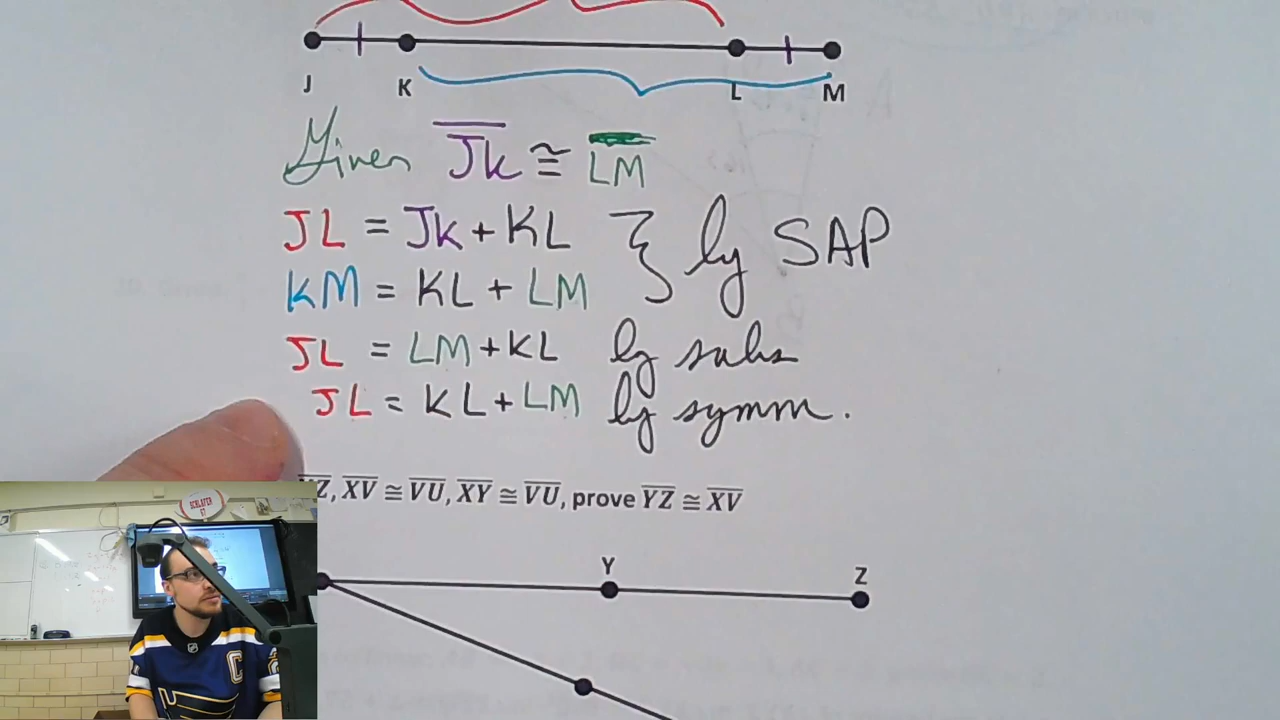 J K L M
Given JK ≅ LM
JL = JK + KL } by SAP
KM = KL + LM
JL = LM + KL by subs
JL = KL + LM by symm.
Z, XV ≅ VU, XY ≅ VU, prove YZ ≅ XV
Y
Z
C